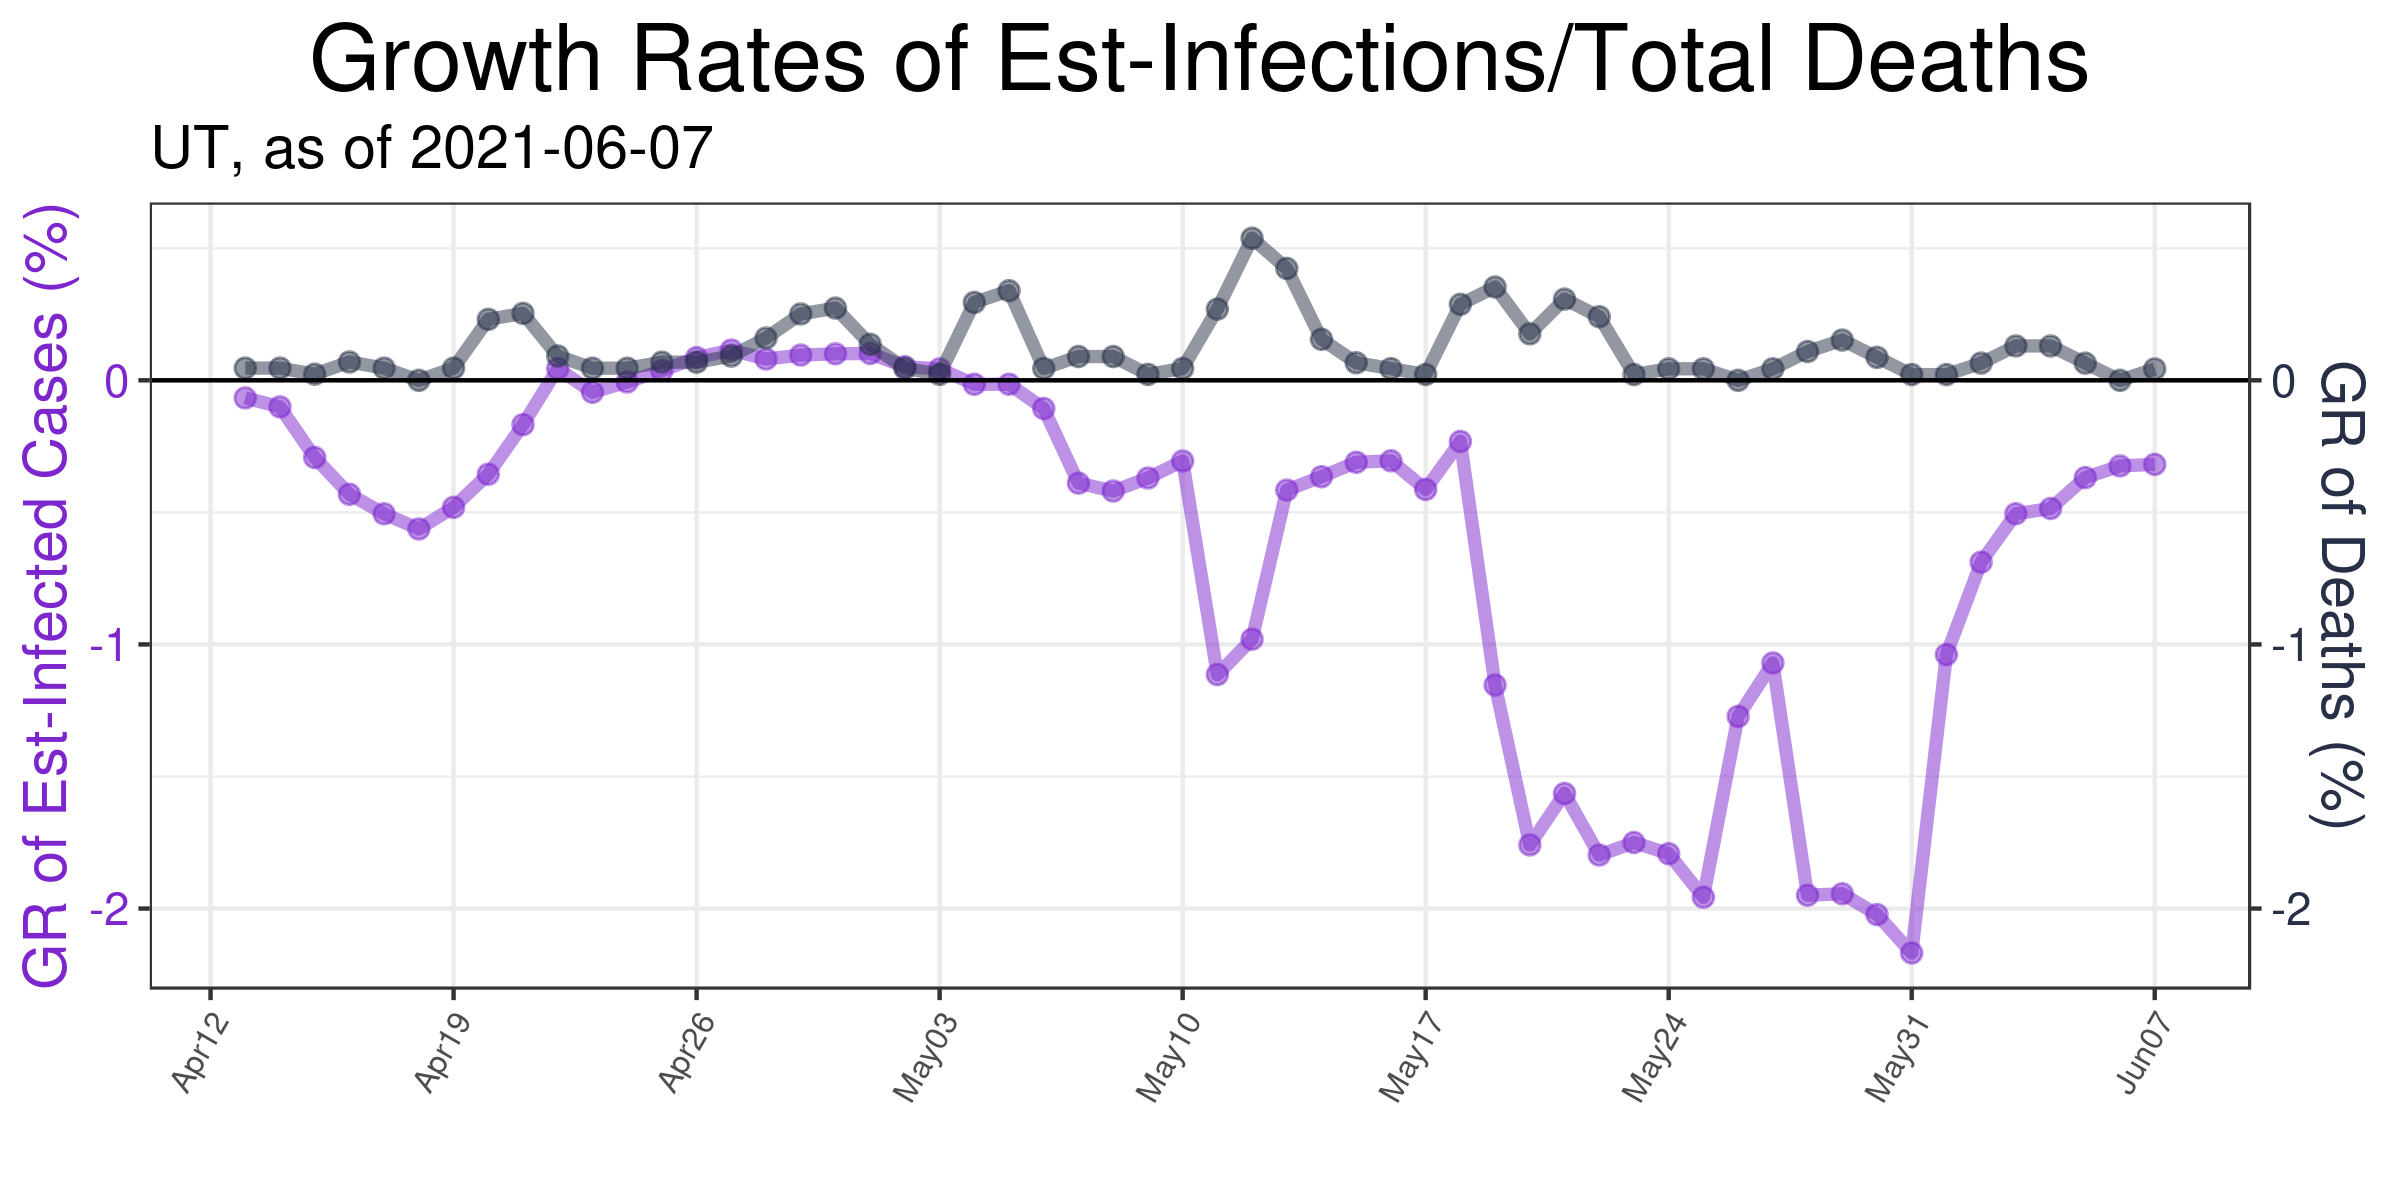 Growth Rates of Est-Infections/Total Deaths
UT, as of 2021-06-07
GR of Est-Infected Cases (%)
0
-1
-2
0
-1
-2
GR of Deaths (%)
Apr12
Apr19
Apr26
May03
May10
May17
May24
May31
Jun07